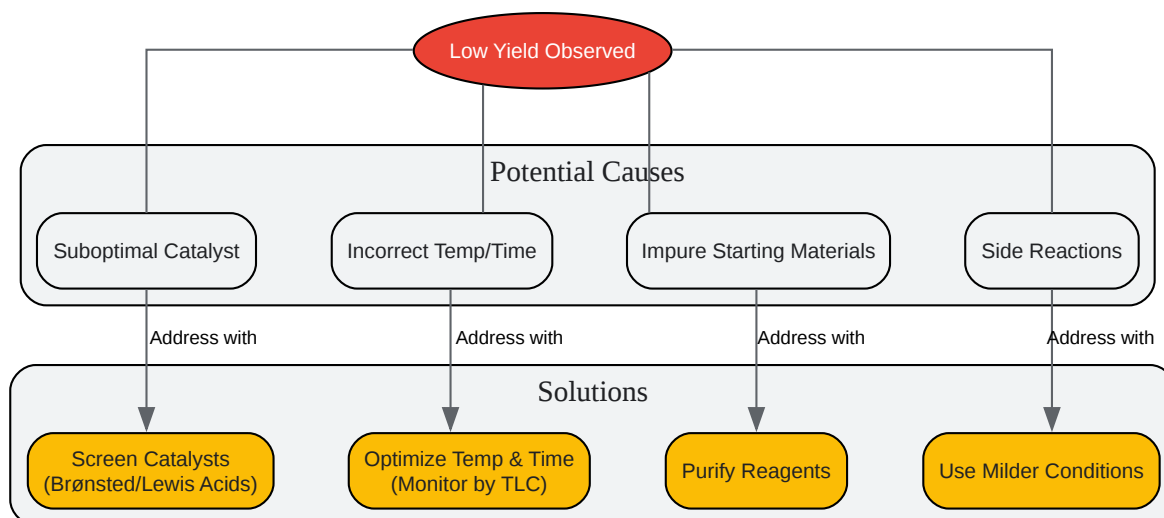 Low Yield Observed
Potential Causes
Suboptimal Catalyst
Incorrect Temp/Time
Impure Starting Materials
Side Reactions
Address with
Address with
Address with
Address with
Solutions
Screen Catalysts
(Brønsted/Lewis Acids)
Optimize Temp & Time
(Monitor by TLC)
Purify Reagents
Use Milder Conditions